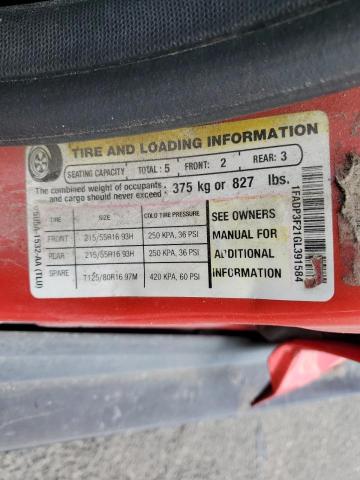 TIRE AND LOADING INFORMATION
SEATING CAPACITY TOTAL: 5 FRONT: 2 REAR: 3
The combined weight of occupants and cargo should never exceed: 375 kg or 827 lbs.
TIRE SIZE COLD TIRE PRESSURE
FRONT 215/55R16 93H 250 KPA, 36 PSI
REAR 215/55R16 93H 250 KPA, 36 PSI
SPARE T125/80R16 97M 420 KPA, 60 PSI
SEE OWNERS
MANUAL FOR
ADDITIONAL
INFORMATION
1FADP3F21GL391584